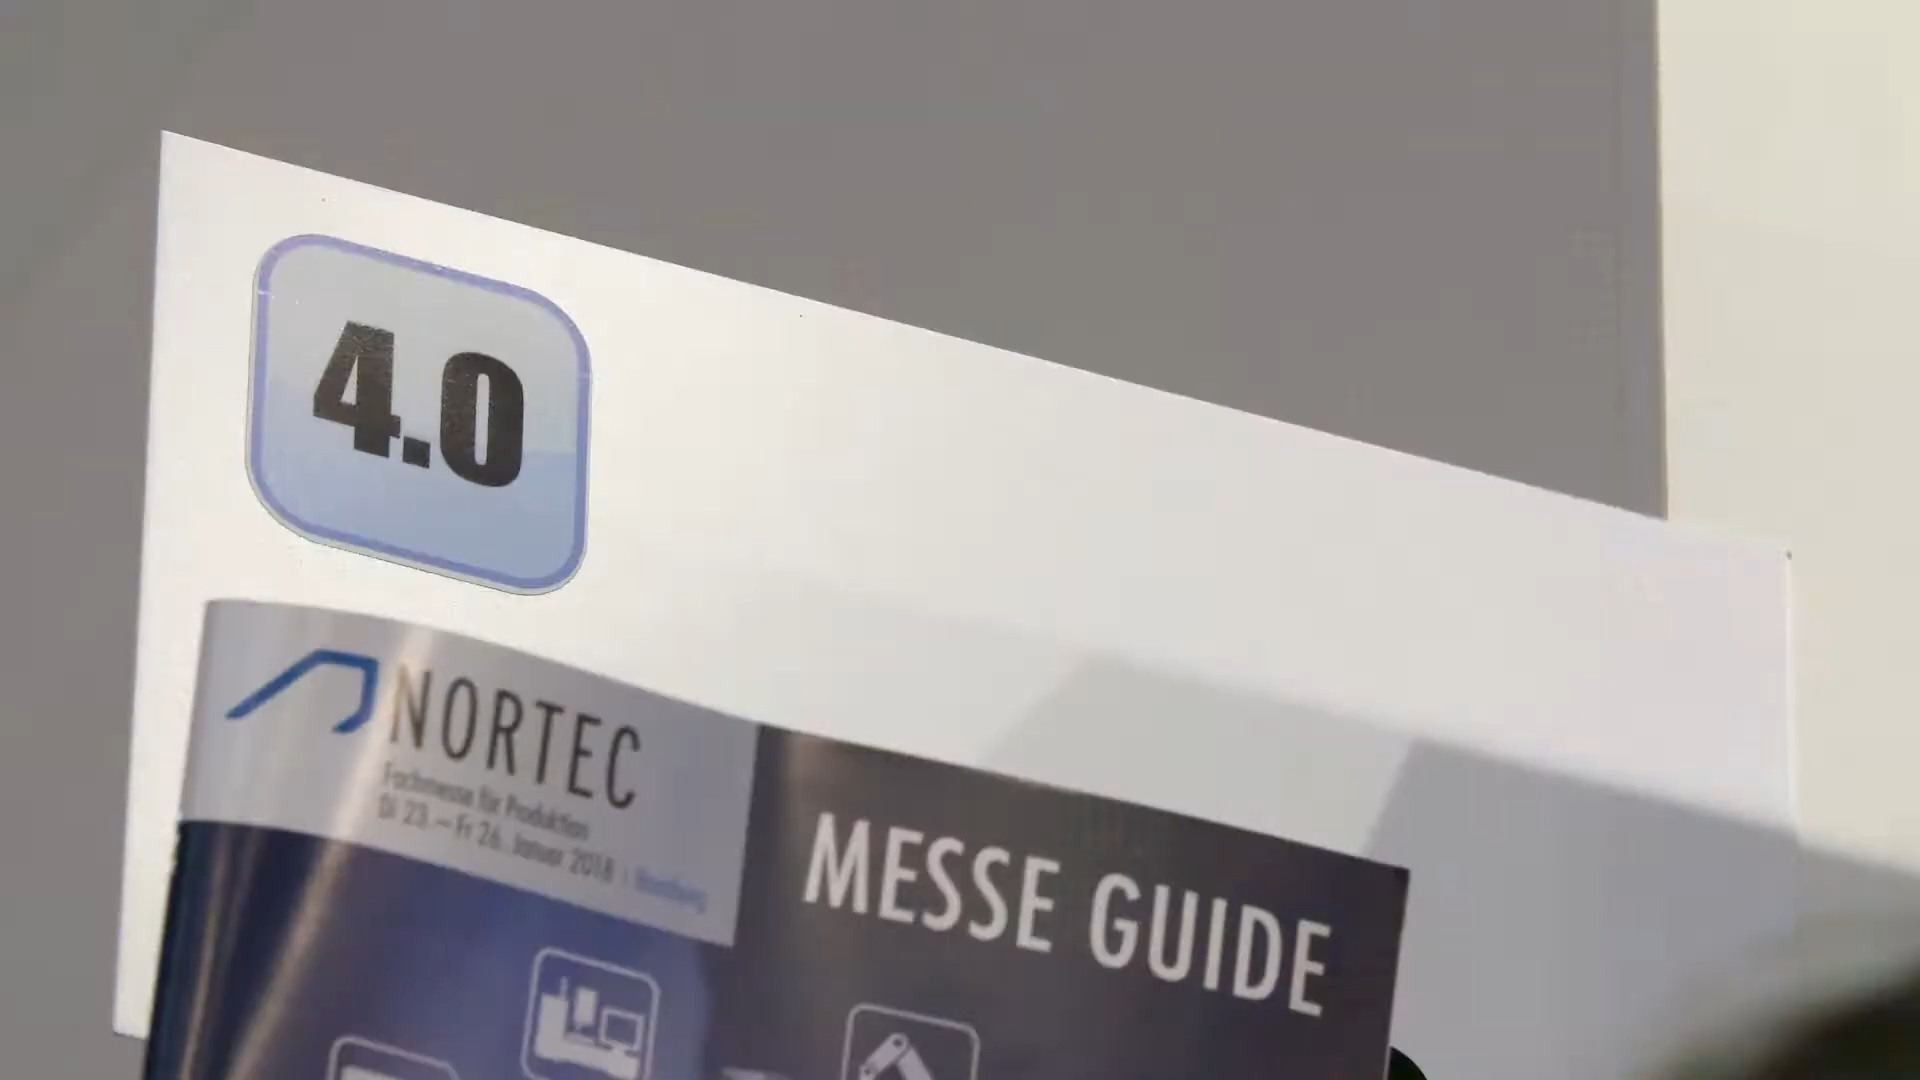 4.0
NORTEC
Fachmesse für Produktion
Di 23. – Fr 26. Januar 2018 | Hamburg
MESSE GUIDE